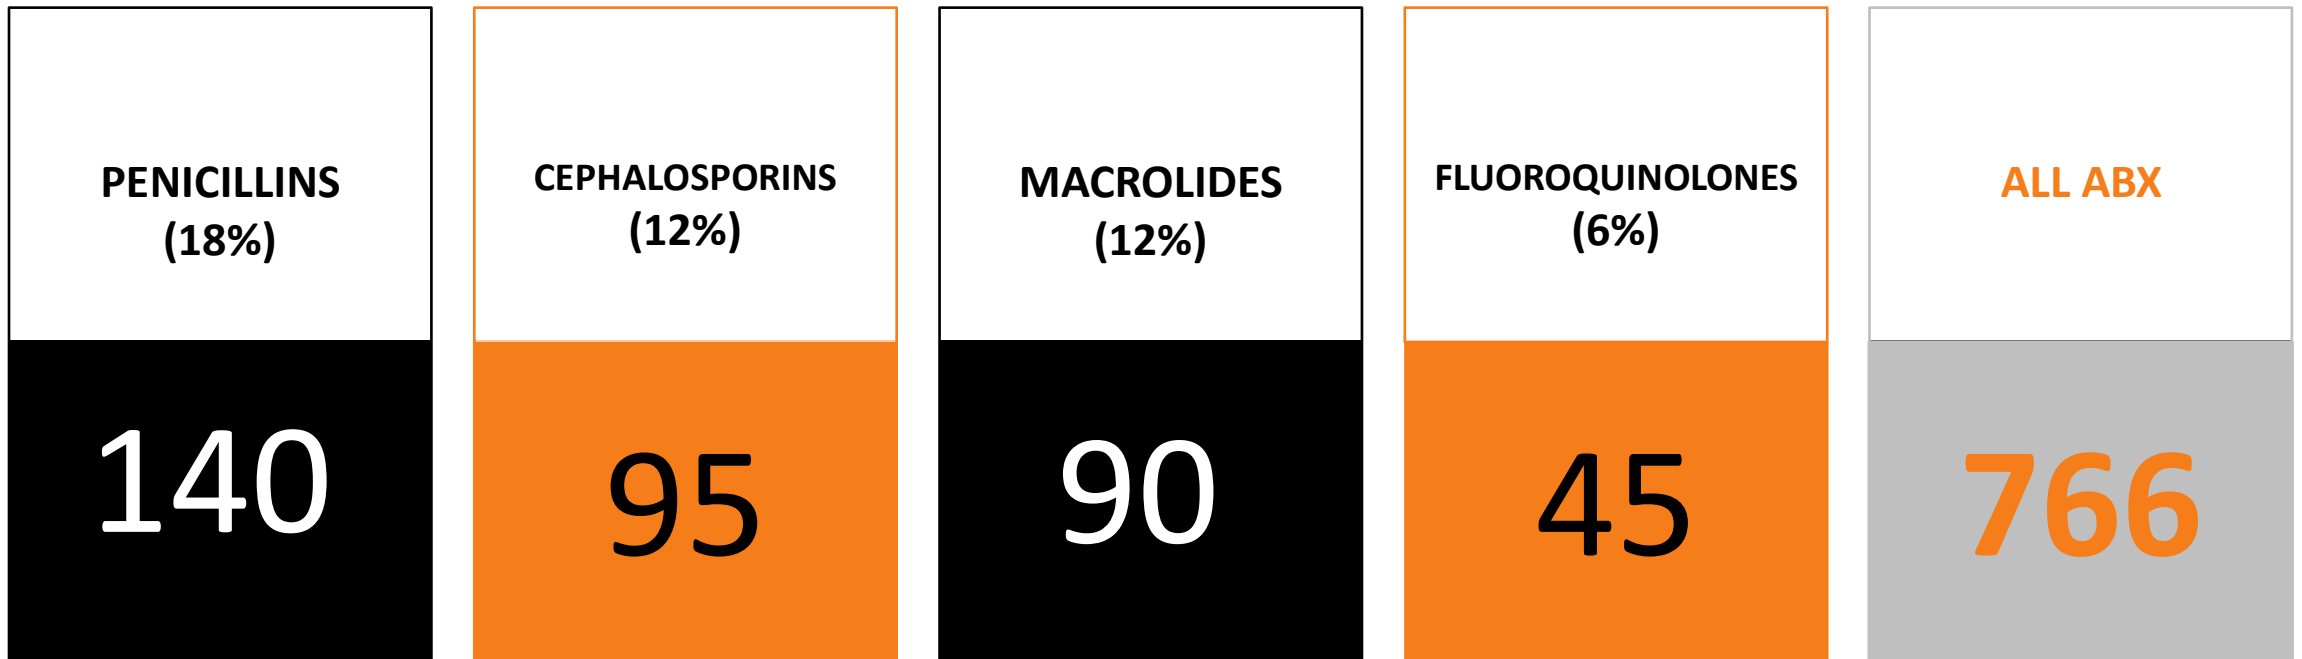 PENICILLINS
(18%)
140
CEPHALOSPORINS
(12%)
95
MACROLIDES
(12%)
90
FLUOROQUINOLONES
(6%)
45
ALL ABX
766